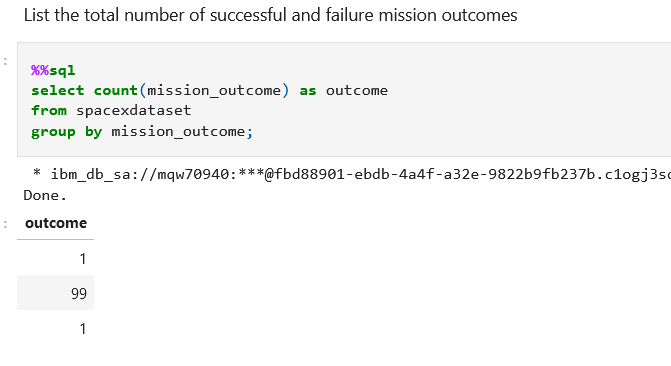 List the total number of successful and failure mission outcomes
:
%%sql
select count(mission_outcome) as outcome
from spacexdataset
group by mission_outcome;
* ibm_db_sa://mqw70940:***@fbd88901-ebdb-4a4f-a32e-9822b9fb237b.c1ogj3sd
Done.
:
outcome
1
99
1